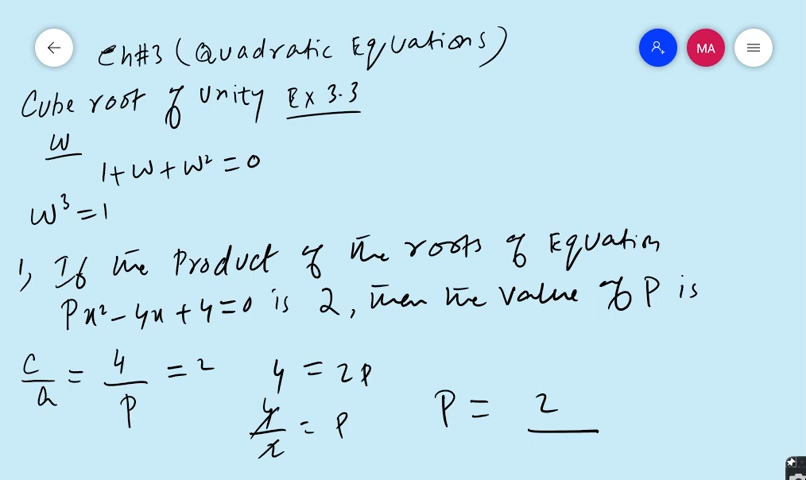 MA
Ch#3 (Quadratic Equations)
Cube root of Unity Ex 3.3
w
1+w+w²=0
w³=1
1, If the Product of the roots of Equation
Px²-4x+4=0 is 2, then the value of P is
c/a = 4/P = 2
4 = 2P
4/2 = P
P = 2